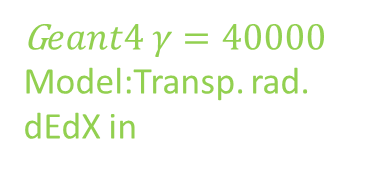 Geant4 γ = 40000
Model:Transp. rad.
dEdX in